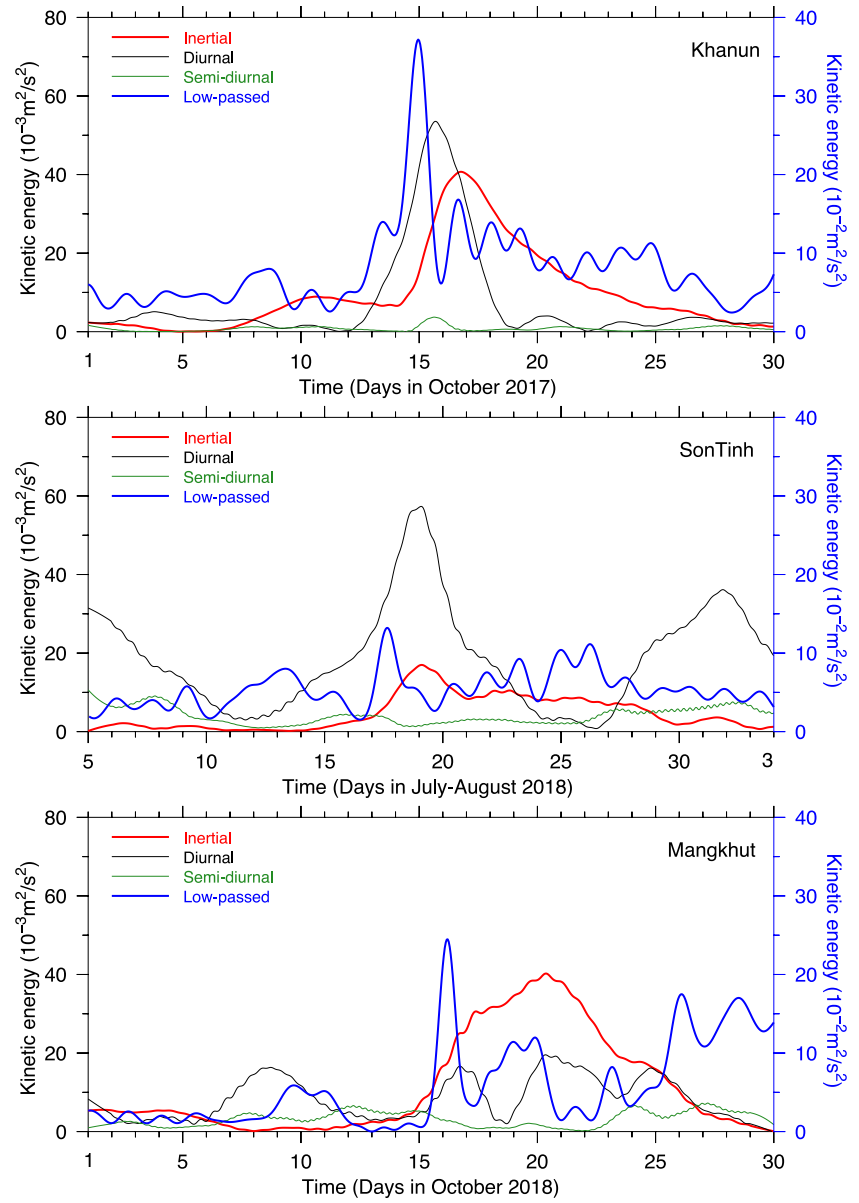 80
60
40
20
0
Kinetic energy (10⁻³m²/s²)
Inertial
Diurnal
Semi-diurnal
Low-passed
Khanun
40
30
20
10
0
Kinetic energy (10⁻²m²/s²)
1 5 10 15 20 25 30
Time (Days in October 2017)
80
60
40
20
0
Kinetic energy (10⁻³m²/s²)
Inertial
Diurnal
Semi-diurnal
Low-passed
SonTinh
40
30
20
10
0
Kinetic energy (10⁻²m²/s²)
5 10 15 20 25 30 3
Time (Days in July-August 2018)
80
60
40
20
0
Kinetic energy (10⁻³m²/s²)
Inertial
Diurnal
Semi-diurnal
Low-passed
Mangkhut
40
30
20
10
0
Kinetic energy (10⁻²m²/s²)
1 5 10 15 20 25 30
Time (Days in October 2018)